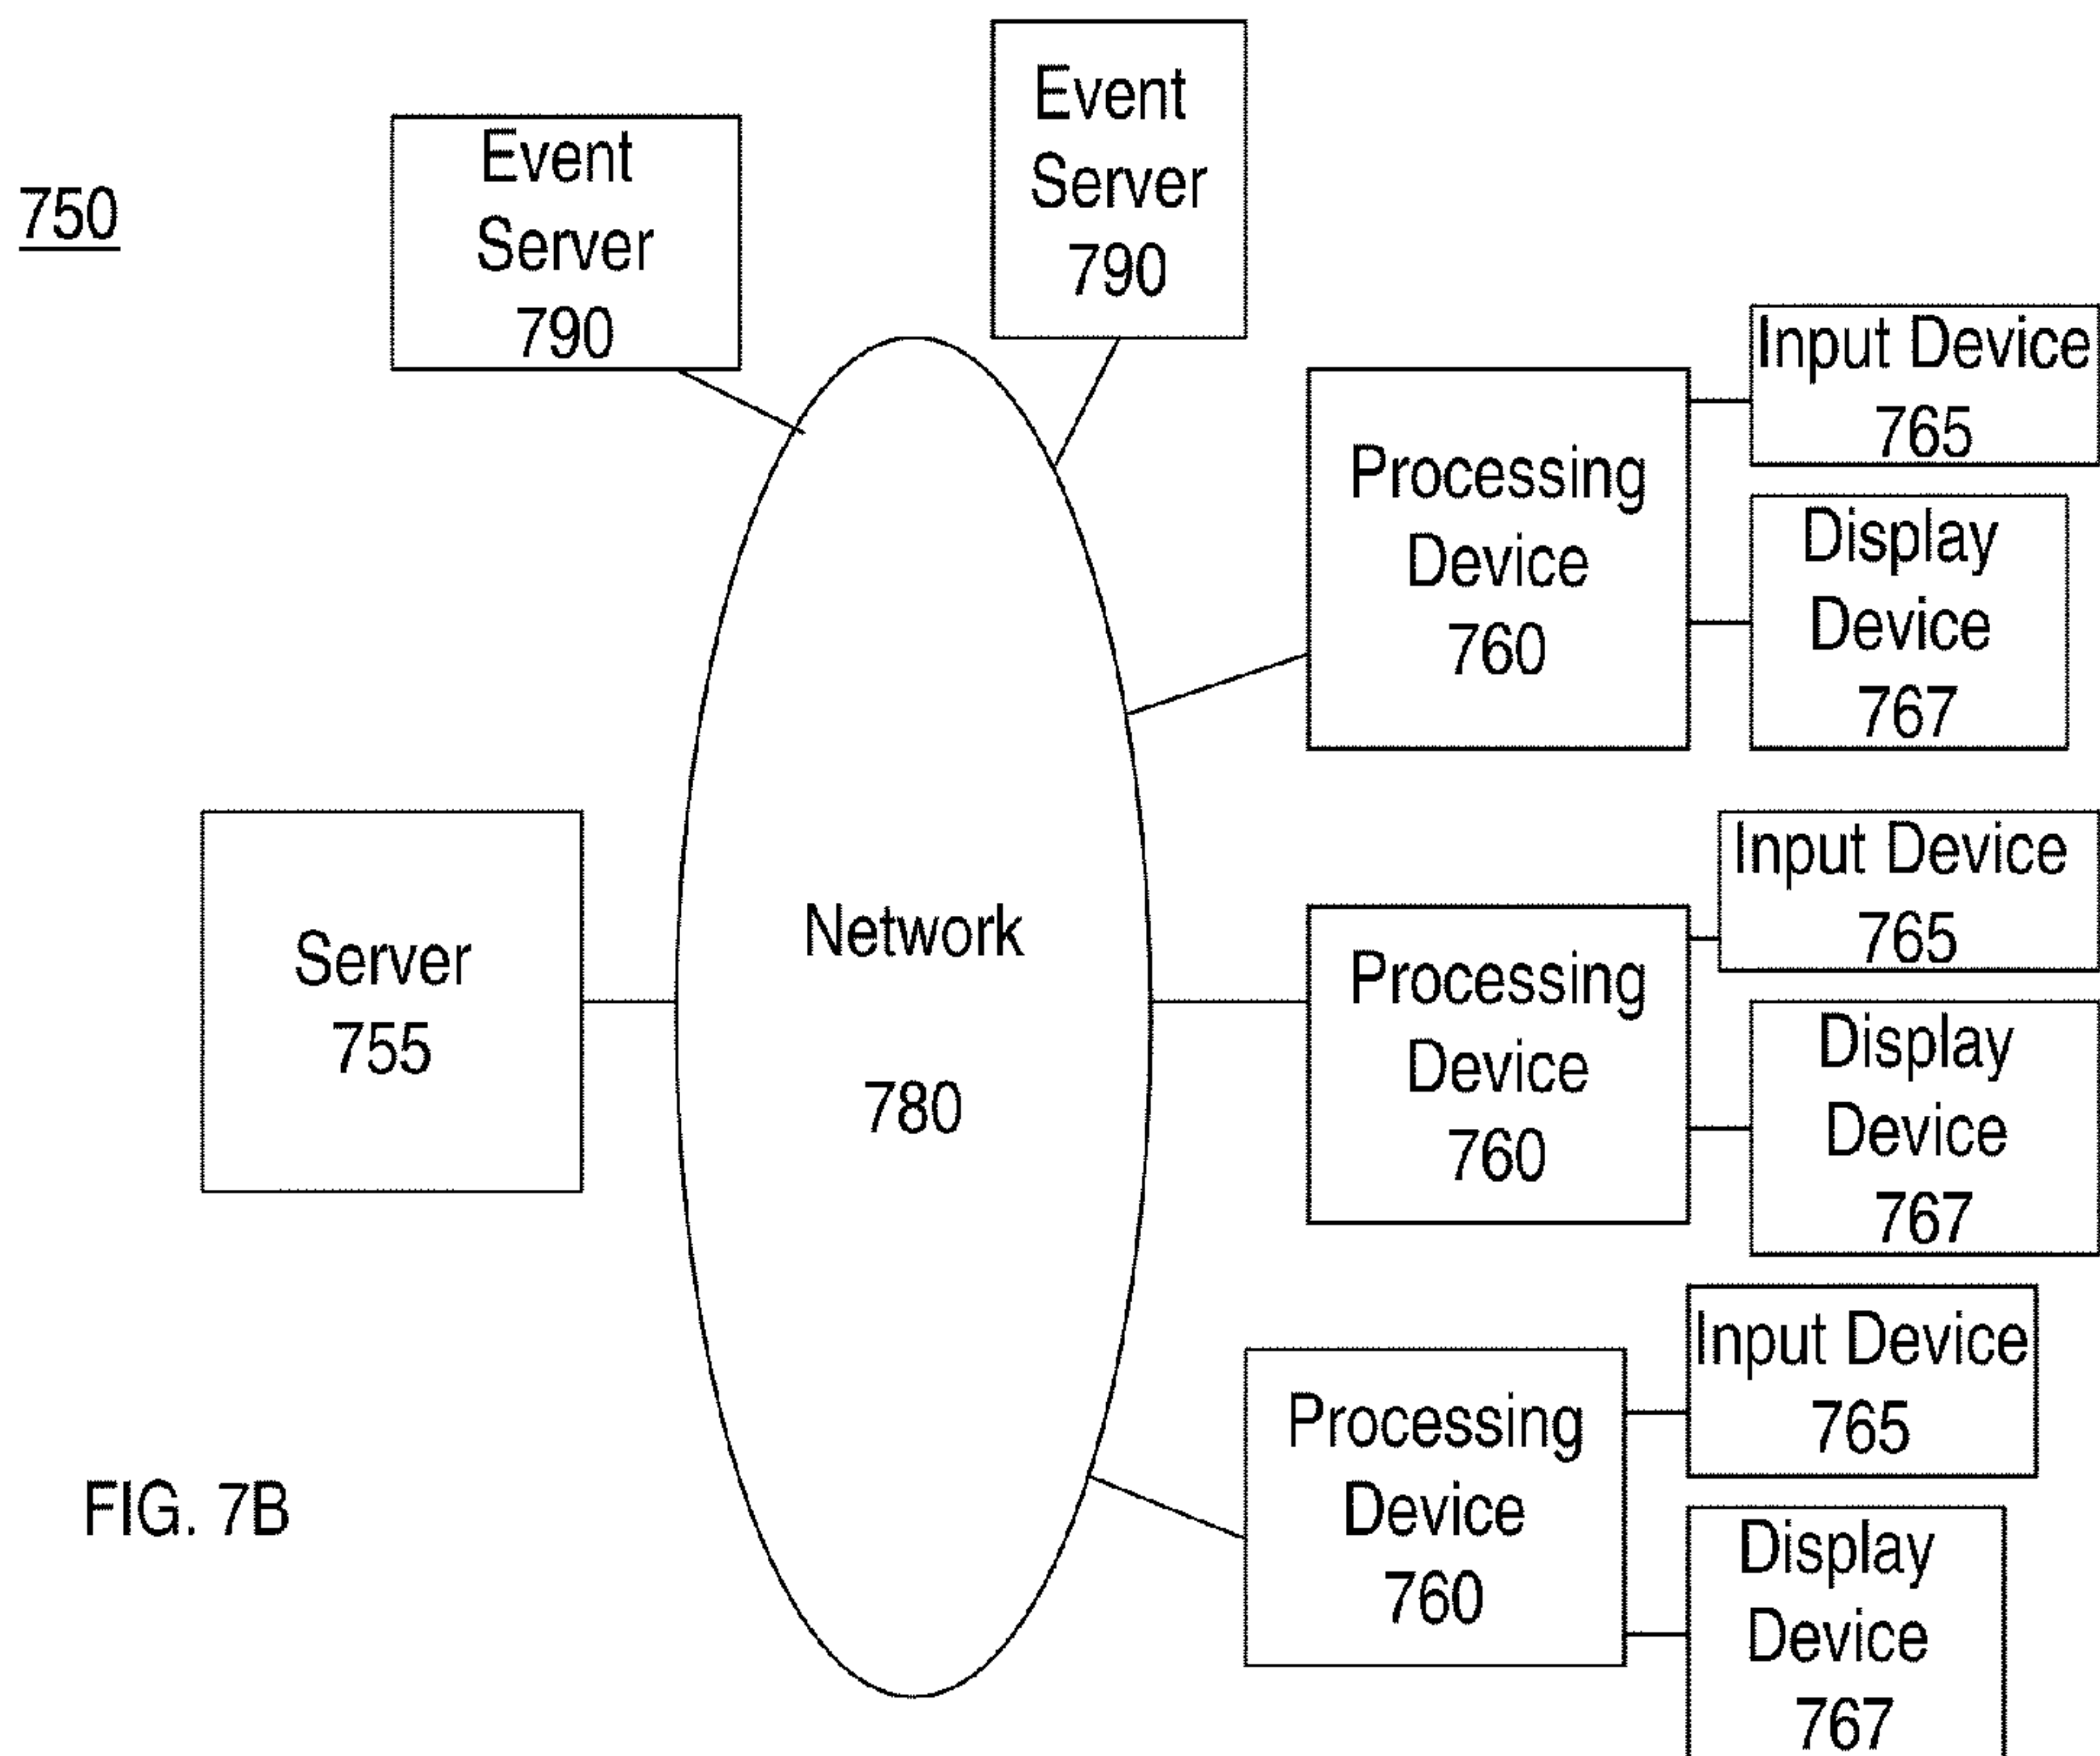 750
Event
Server
790
Event
Server
790
Processing
Device
760
Input Device
765
Display
Device
767
Server
755
Network
780
Processing
Device
760
Input Device
765
Display
Device
767
Processing
Device
760
Input Device
765
Display
Device
767
FIG. 7B